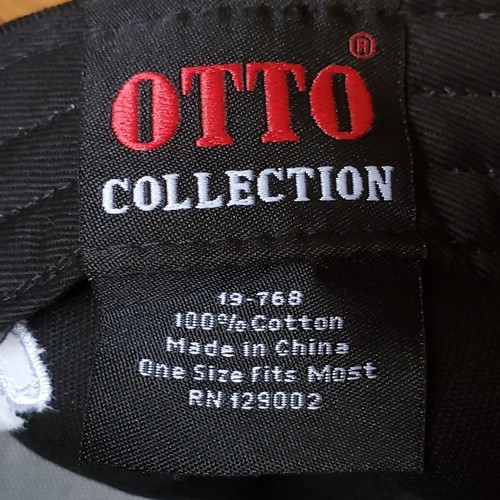 OTTO®
COLLECTION
19-768
100% Cotton
Made in China
One Size Fits Most
RN 129002